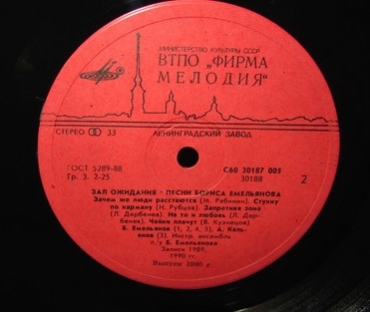 МИНИСТЕРСТВО КУЛЬТУРЫ СССР
ВТПО „ФИРМА
МЕЛОДИЯ“
СТЕРЕО 33
ЛЕНИНГРАДСКИЙ ЗАВОД
ГОСТ 5289-88
Гр. 3. 2-25
С60 30187 005
30188
2
ЗАЛ ОЖИДАНИЯ - ПЕСНИ БОРИСА ЕМЕЛЬЯНОВА
Зачем же люди расстаются (М. Рябинин). Стукну
по карману (Н. Рубцов). Запретная зона
(Л. Дербенев). Не то и любовь (Л. Дер-
бенев). Чайки плачут (В. Кузнецов)
Б. Емельянов (1, 2, 4, 5), А. Каль-
янов (3). Инстр. ансамбль
п/у Б. Емельянова
Запись 1989,
1990 гг.